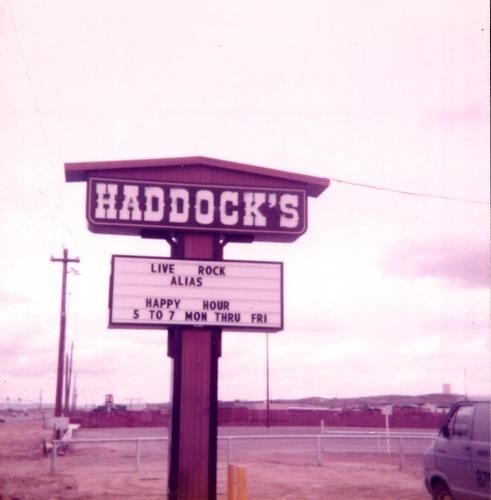 HADDOCK'S
LIVE ROCK
ALIAS
HAPPY HOUR
5 TO 7 MON THRU FRI